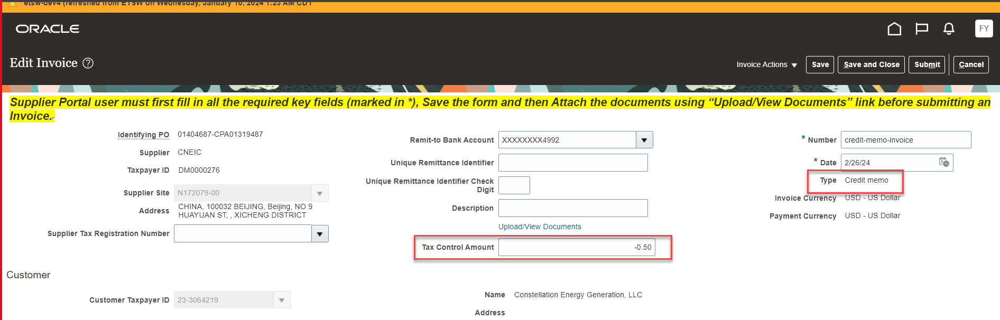 etsw-dev4 (refreshed from ETSW on Wednesday, January 10, 2024 1:23 AM CDT
ORACLE
FY
Edit Invoice ?
Invoice Actions
Save
Save and Close
Submit
Cancel
Supplier Portal user must first fill in all the required key fields (marked in *), Save the form and then Attach the documents using “Upload/View Documents” link before submitting an
Invoice.
Identifying PO 01404687-CPA01319487
Supplier CNEIC
Taxpayer ID DM0000276
Supplier Site N172079-00
Address CHINA, 100032 BEIJING, Beijing, NO 9
HUAYUAN ST, , XICHENG DISTRICT
Supplier Tax Registration Number
Remit-to Bank Account XXXXXXXX4992
Unique Remittance Identifier
Unique Remittance Identifier Check
Digit
Description
Upload/View Documents
Tax Control Amount -0.50
* Number credit-memo-invoice
* Date 2/26/24
Type Credit memo
Invoice Currency USD - US Dollar
Payment Currency USD - US Dollar
Customer
Customer Taxpayer ID 23-3064219
Name Constellation Energy Generation, LLC
Address